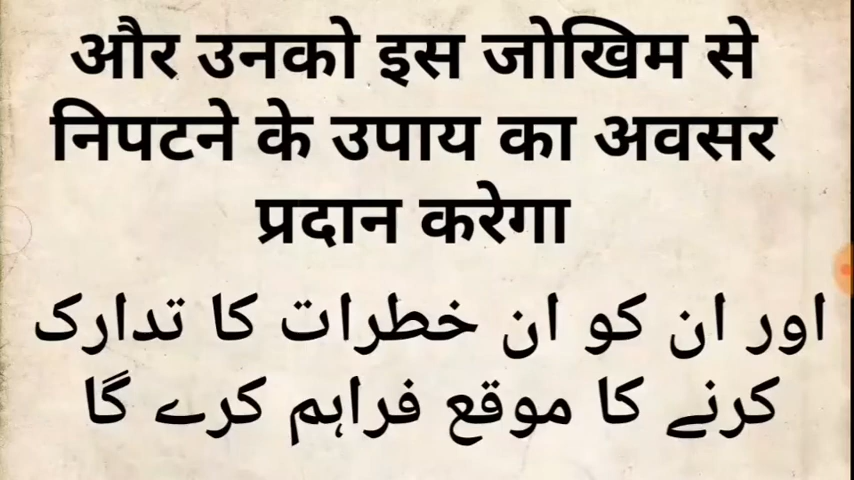 और उनको इस जोखिम से
निपटने के उपाय का अवसर
प्रदान करेगा
اور ان کو ان خطرات کا تدارک
کرنے کا موقع فراہم کرے گا